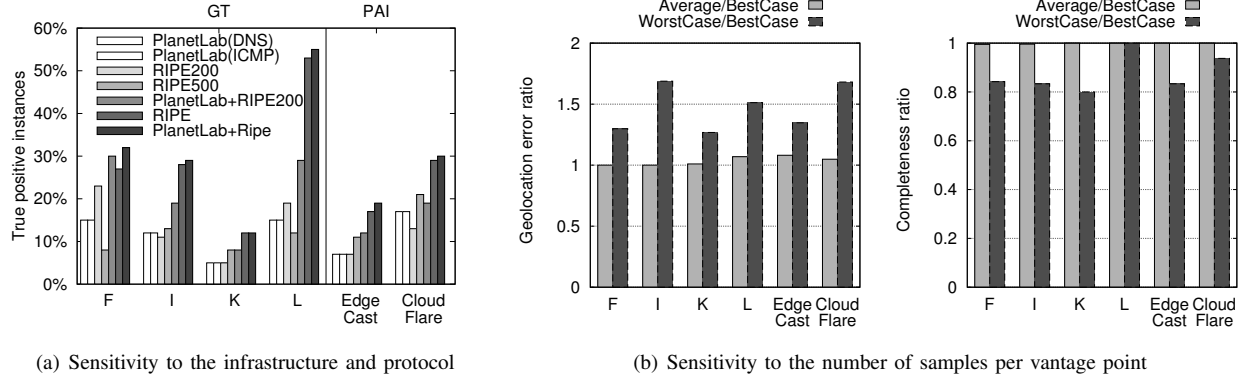 GT PAI
True positive instances
60%
50%
40%
30%
20%
10%
0%
PlanetLab(DNS)
PlanetLab(ICMP)
RIPE200
RIPE500
PlanetLab+RIPE200
RIPE
PlanetLab+Ripe
F I K L Edge Cast Cloud Flare
(a) Sensitivity to the infrastructure and protocol
Average/BestCase
WorstCase/BestCase
Geolocation error ratio
2
1.5
1
0.5
0
F I K L Edge Cast Cloud Flare
Average/BestCase
WorstCase/BestCase
Completeness ratio
1
0.8
0.6
0.4
0.2
0
F I K L Edge Cast Cloud Flare
(b) Sensitivity to the number of samples per vantage point